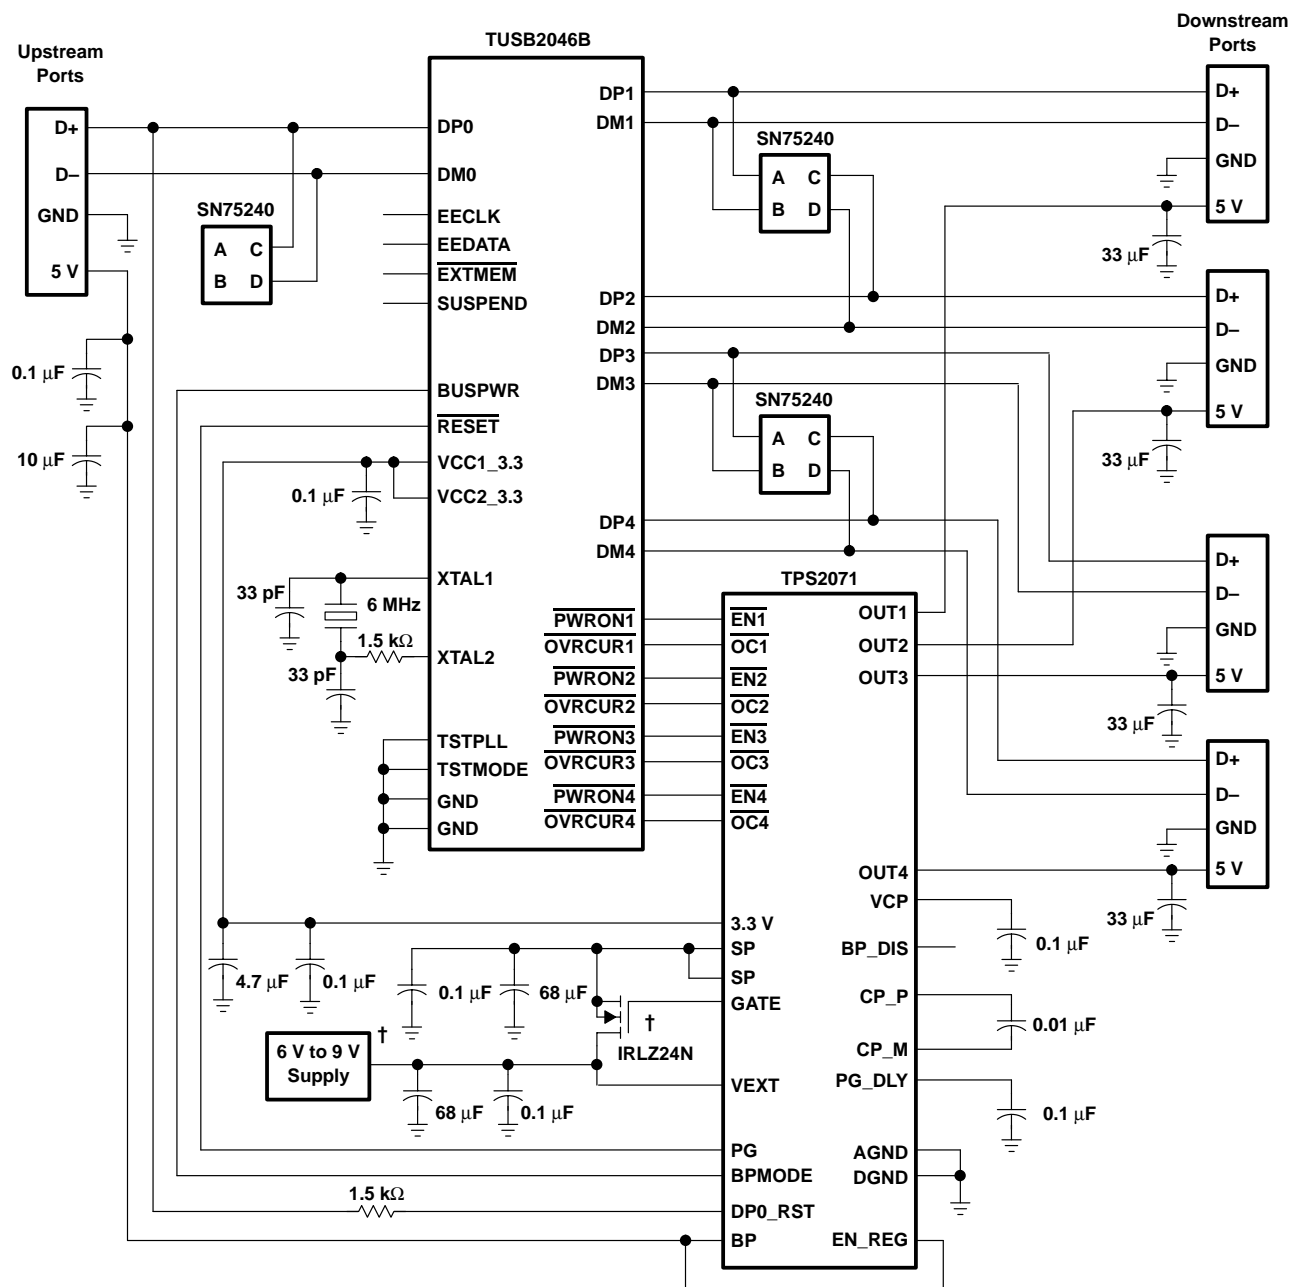 Upstream
Ports
TUSB2046B
Downstream
Ports
D+
D–
GND
5 V
0.1 μF
10 μF
SN75240
A C
B D
DP0
DM0
EECLK
EEDATA
EXTMEM
SUSPEND
BUSPWR
RESET
VCC1_3.3
VCC2_3.3
0.1 μF
XTAL1
33 pF
6 MHz
1.5 kΩ
XTAL2
33 pF
TSTPLL
TSTMODE
GND
GND
DP1
DM1
DP2
DM2
DP3
DM3
DP4
DM4
PWRON1
OVRCUR1
PWRON2
OVRCUR2
PWRON3
OVRCUR3
PWRON4
OVRCUR4
SN75240
A C
B D
SN75240
A C
B D
D+
D–
GND
5 V
33 μF
D+
D–
GND
5 V
33 μF
D+
D–
GND
5 V
33 μF
D+
D–
GND
5 V
33 μF
TPS2071
EN1
OC1
EN2
OC2
EN3
OC3
EN4
OC4
3.3 V
SP
SP
GATE
VEXT
PG
BPMODE
DP0_RST
BP
OUT1
OUT2
OUT3
OUT4
VCP
BP_DIS
CP_P
CP_M
PG_DLY
AGND
DGND
EN_REG
0.1 μF
0.01 μF
0.1 μF
4.7 μF
0.1 μF
0.1 μF
68 μF
†
IRLZ24N
†
6 V to 9 V
Supply
68 μF
0.1 μF
1.5 kΩ